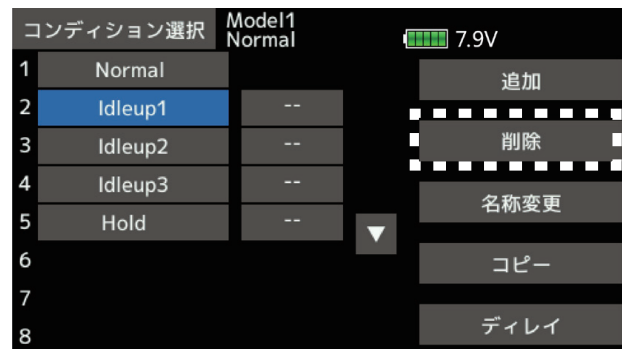 コンディション選択
Model1
Normal
7.9V
1 Normal
追加
2 Idleup1 --
削除
3 Idleup2 --
4 Idleup3 --
名称変更
5 Hold --
▼
6
コピー
7
8
ディレイ